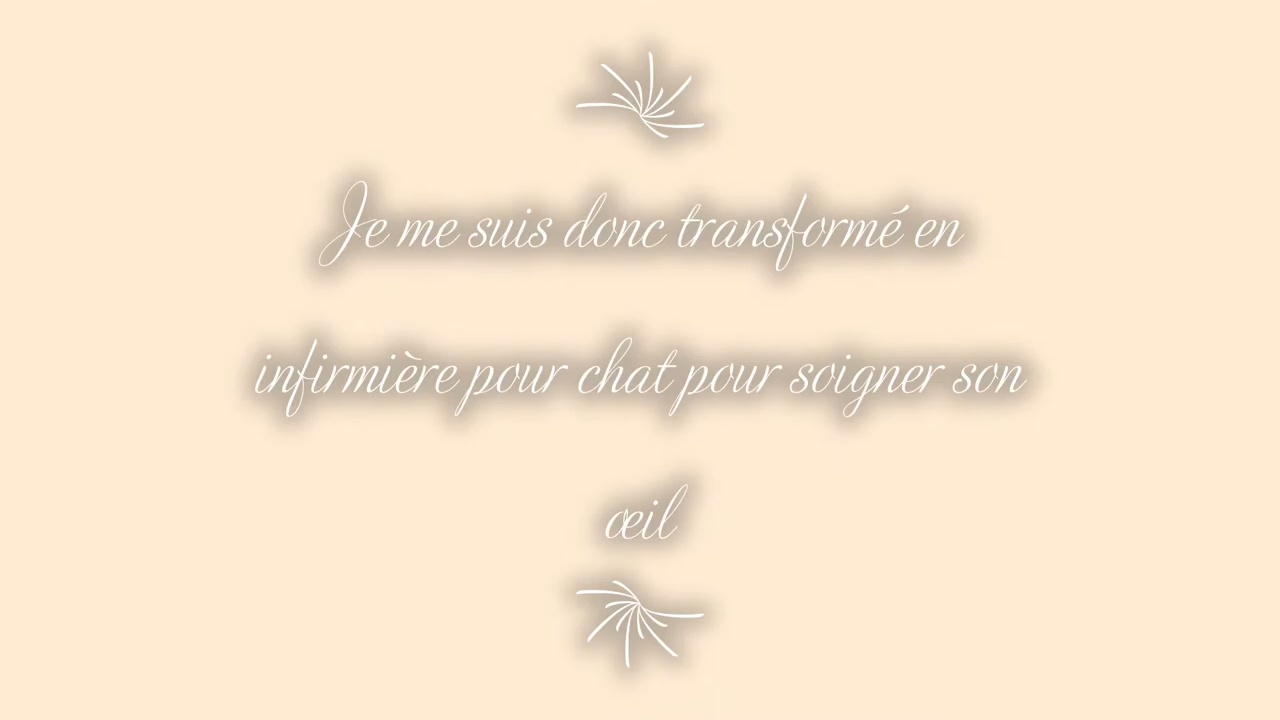 Je me suis donc transformé en
infirmière pour chat pour soigner son
œil